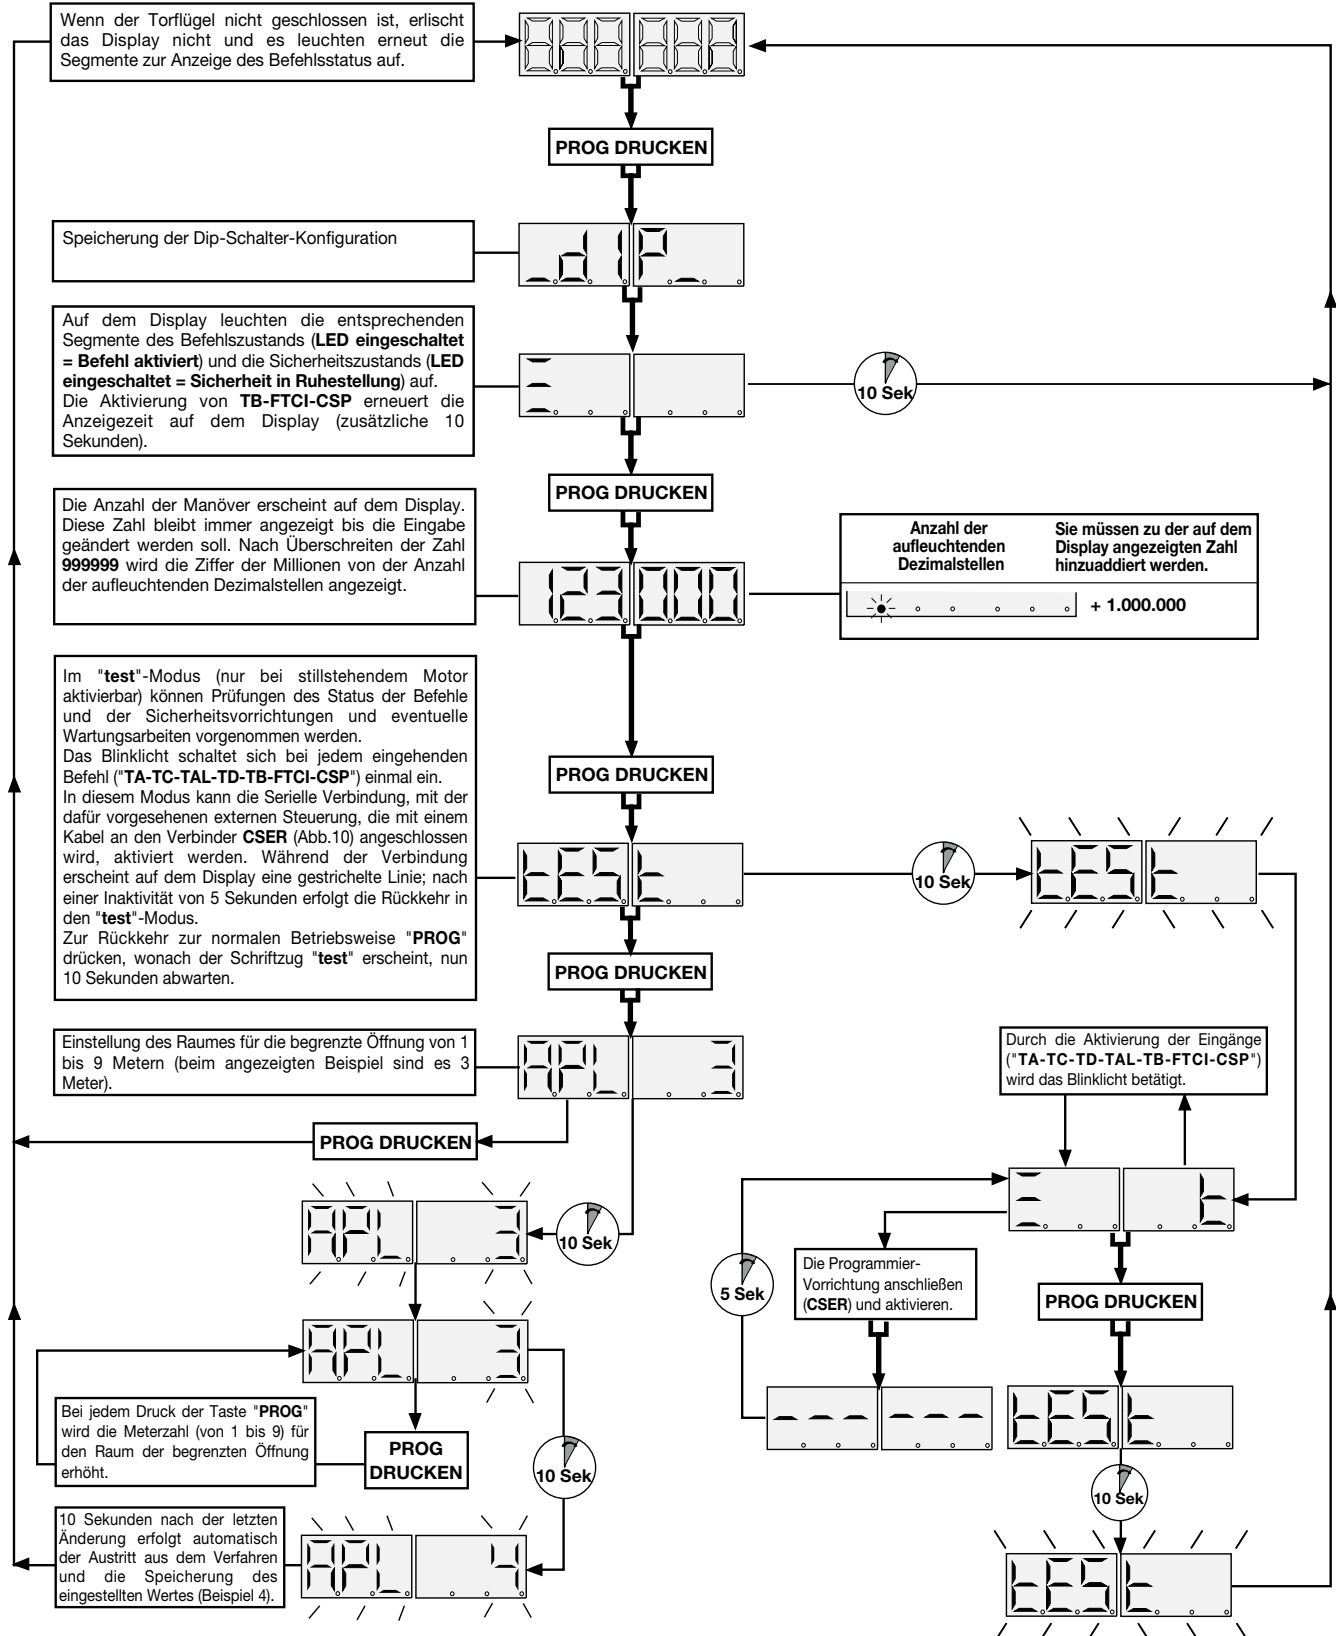 Wenn der Torflügel nicht geschlossen ist, erlischt
das Display nicht und es leuchten erneut die
Segmente zur Anzeige des Befehlsstatus auf.
PROG DRUCKEN
Speicherung der Dip-Schalter-Konfiguration
_dIP_
Auf dem Display leuchten die entsprechenden
Segmente des Befehlszustands (LED eingeschaltet
= Befehl aktiviert) und die Sicherheitszustands (LED
eingeschaltet = Sicherheit in Ruhestellung) auf.
Die Aktivierung von TB-FTCI-CSP erneuert die
Anzeigezeit auf dem Display (zusätzliche 10
Sekunden).
10 Sek
PROG DRUCKEN
Die Anzahl der Manöver erscheint auf dem Display.
Diese Zahl bleibt immer angezeigt bis die Eingabe
geändert werden soll. Nach Überschreiten der Zahl
999999 wird die Ziffer der Millionen von der Anzahl
der aufleuchtenden Dezimalstellen angezeigt.
123000
Anzahl der
aufleuchtenden
Dezimalstellen
Sie müssen zu der auf dem
Display angezeigten Zahl
hinzuaddiert werden.
+ 1.000.000
Im "test"-Modus (nur bei stillstehendem Motor
aktivierbar) können Prüfungen des Status der Befehle
und der Sicherheitsvorrichtungen und eventuelle
Wartungsarbeiten vorgenommen werden.
Das Blinklicht schaltet sich bei jedem eingehenden
Befehl ("TA-TC-TAL-TD-TB-FTCI-CSP") einmal ein.
In diesem Modus kann die Serielle Verbindung, mit der
dafür vorgesehenen externen Steuerung, die mit einem
Kabel an den Verbinder CSER (Abb.10) angeschlossen
wird, aktiviert werden. Während der Verbindung
erscheint auf dem Display eine gestrichelte Linie; nach
einer Inaktivität von 5 Sekunden erfolgt die Rückkehr in
den "test"-Modus.
Zur Rückkehr zur normalen Betriebsweise "PROG"
drücken, wonach der Schriftzug "test" erscheint, nun
10 Sekunden abwarten.
PROG DRUCKEN
tESt
10 Sek
tESt
PROG DRUCKEN
Einstellung des Raumes für die begrenzte Öffnung von 1
bis 9 Metern (beim angezeigten Beispiel sind es 3
Meter).
APL 3
Durch die Aktivierung der Eingänge
("TA-TC-TD-TAL-TB-FTCI-CSP")
wird das Blinklicht betätigt.
PROG DRUCKEN
APL 3
10 Sek
t
5 Sek
Die Programmier-
Vorrichtung anschließen
(CSER) und aktivieren.
PROG DRUCKEN
APL 3
--- ---
tESt
Bei jedem Druck der Taste "PROG"
wird die Meterzahl (von 1 bis 9) für
den Raum der begrenzten Öffnung
erhöht.
PROG
DRUCKEN
10 Sek
10 Sek
10 Sekunden nach der letzten
Änderung erfolgt automatisch
der Austritt aus dem Verfahren
und die Speicherung des
eingestellten Wertes (Beispiel 4).
APL 4
tESt